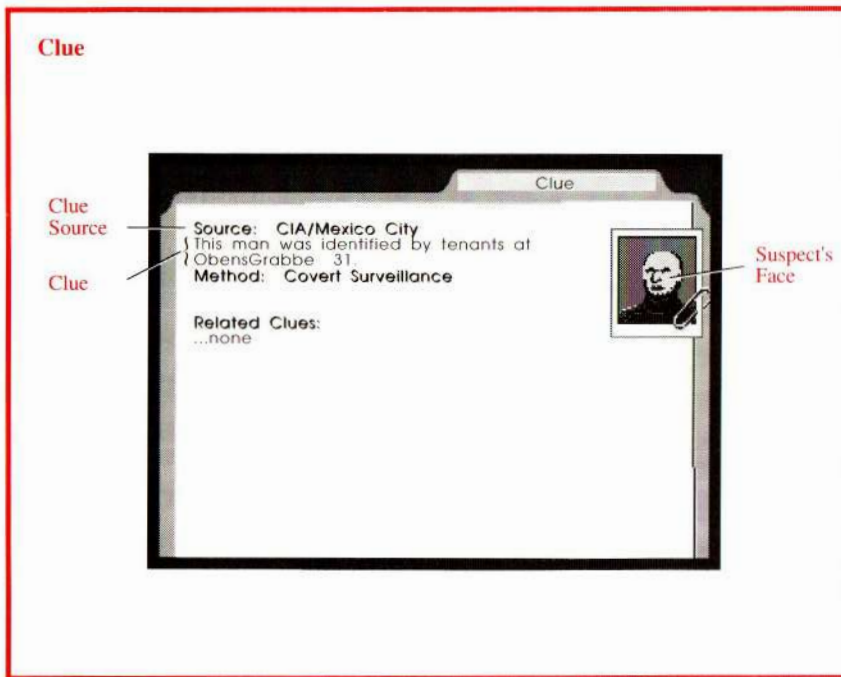 Clue
Clue
Clue
Source
Source: CIA/Mexico City
This man was identified by tenants at
ObensGrabbe 31.
Clue
Method: Covert Surveillance
Suspect's
Face
Related Clues:
...none